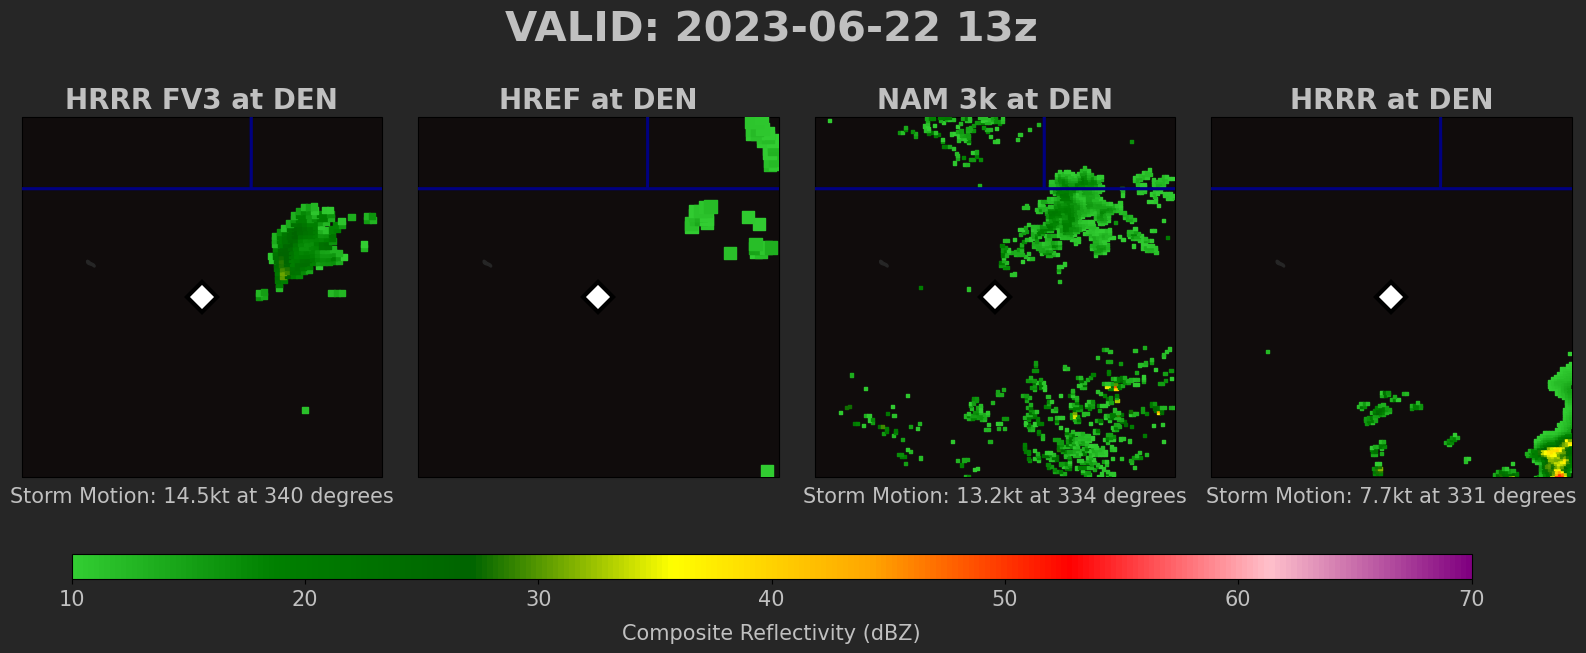 VALID: 2023-06-22 13z
HRRR FV3 at DEN
HREF at DEN
NAM 3k at DEN
HRRR at DEN
Storm Motion: 14.5kt at 340 degrees
Storm Motion: 13.2kt at 334 degrees
Storm Motion: 7.7kt at 331 degrees
10 20 30 40 50 60 70
Composite Reflectivity (dBZ)